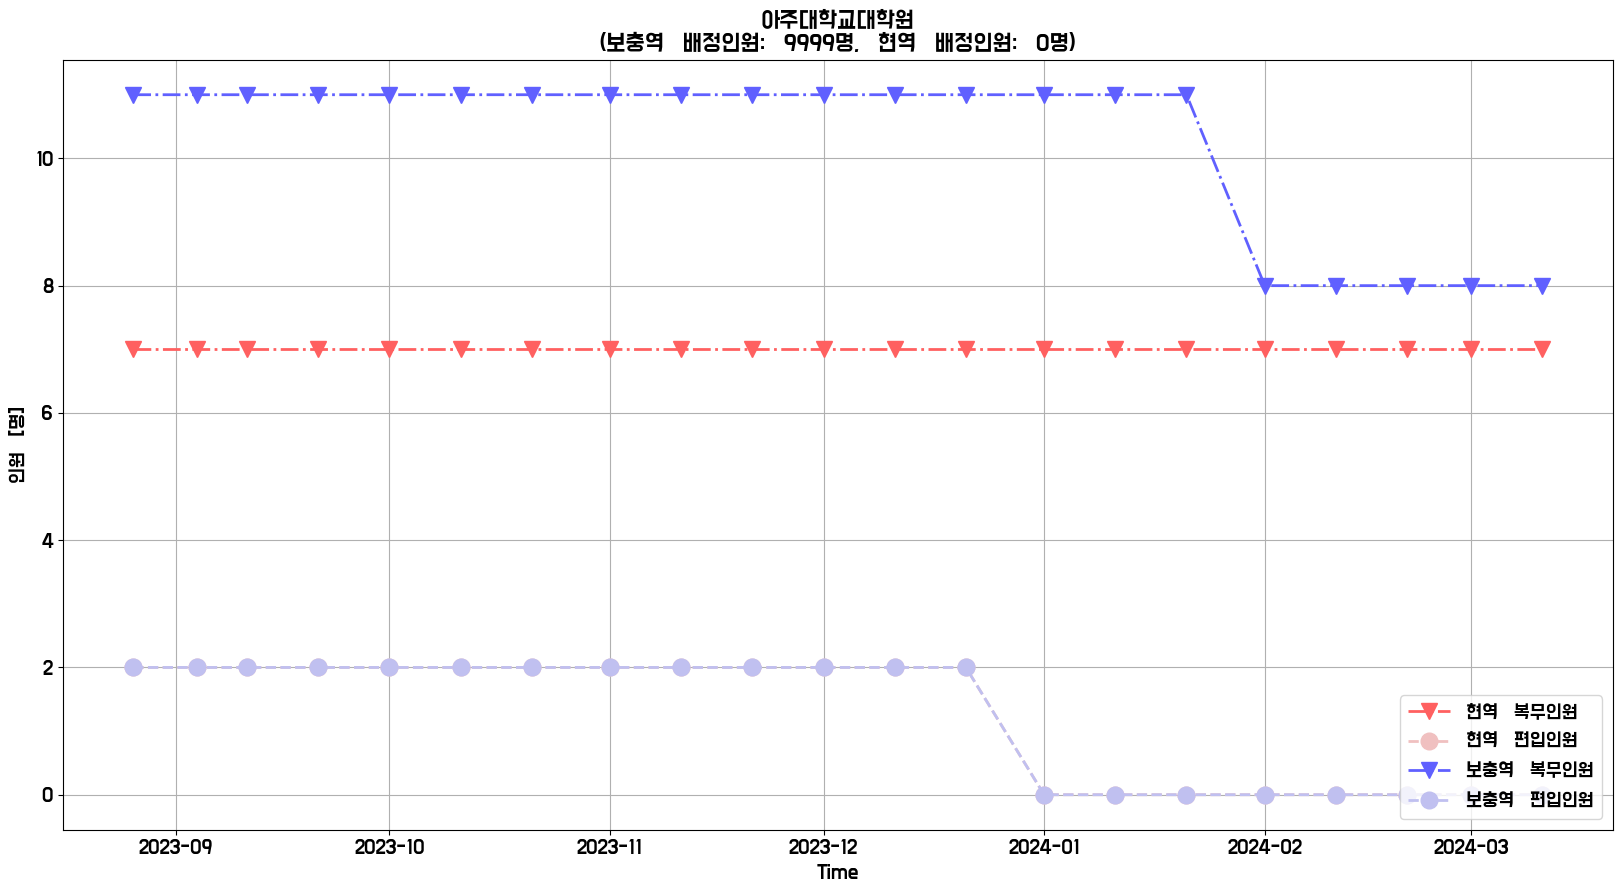 아주대학교대학원
(보충역 배정인원: 9999명, 현역 배정인원: 0명)
10
8
6
4
2
0
인원 [명]
2023-09
2023-10
2023-11
2023-12
2024-01
2024-02
2024-03
Time
현역 복무인원
현역 편입인원
보충역 복무인원
보충역 편입인원